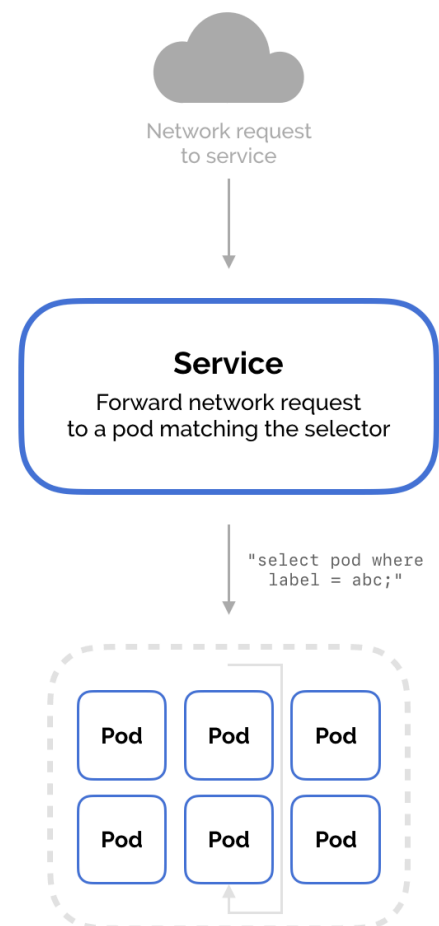 Network request
to service
Service
Forward network request
to a pod matching the selector
"select pod where
label = abc;"
Pod Pod Pod
Pod Pod Pod